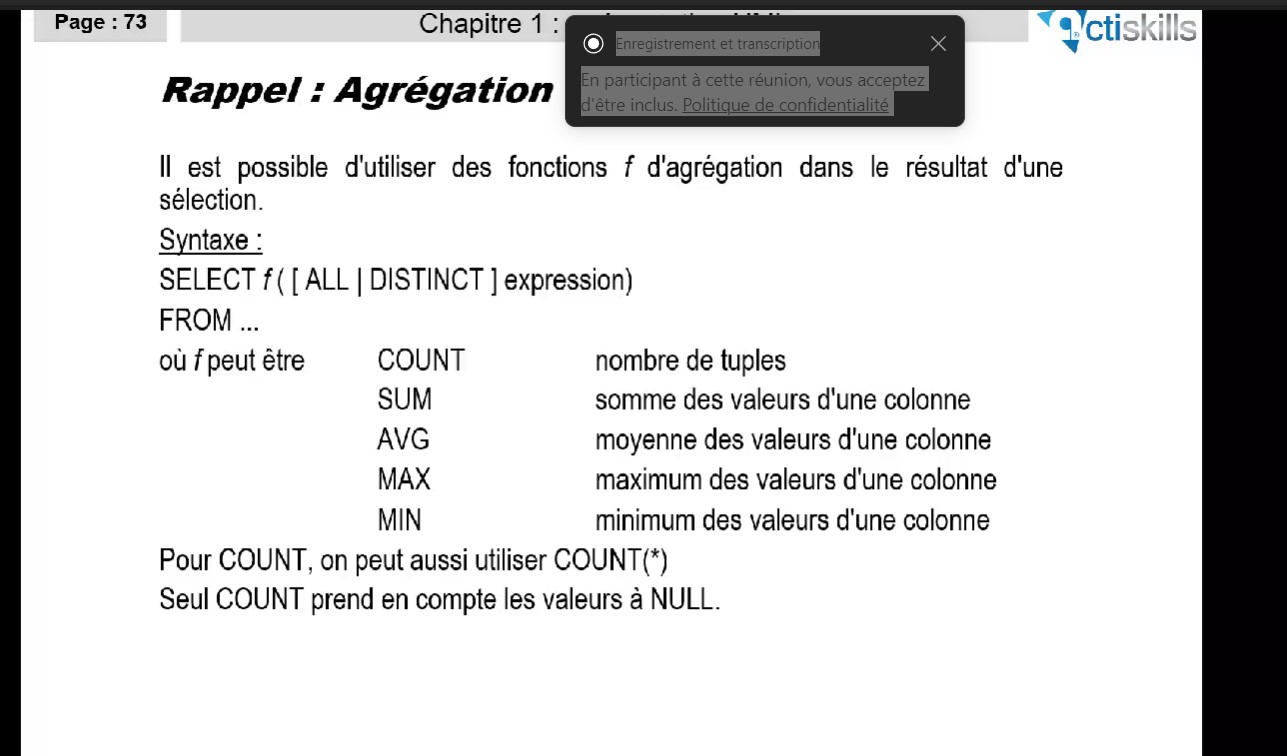 Page : 73
Chapitre 1 :
ctiskills
Enregistrement et transcription
En participant à cette réunion, vous acceptez
d'être inclus. Politique de confidentialité
Rappel : Agrégation
Il est possible d'utiliser des fonctions f d'agrégation dans le résultat d'une
sélection.
Syntaxe :
SELECT f ( [ ALL | DISTINCT ] expression)
FROM ...
où f peut être COUNT nombre de tuples
SUM somme des valeurs d'une colonne
AVG moyenne des valeurs d'une colonne
MAX maximum des valeurs d'une colonne
MIN minimum des valeurs d'une colonne
Pour COUNT, on peut aussi utiliser COUNT(*)
Seul COUNT prend en compte les valeurs à NULL.